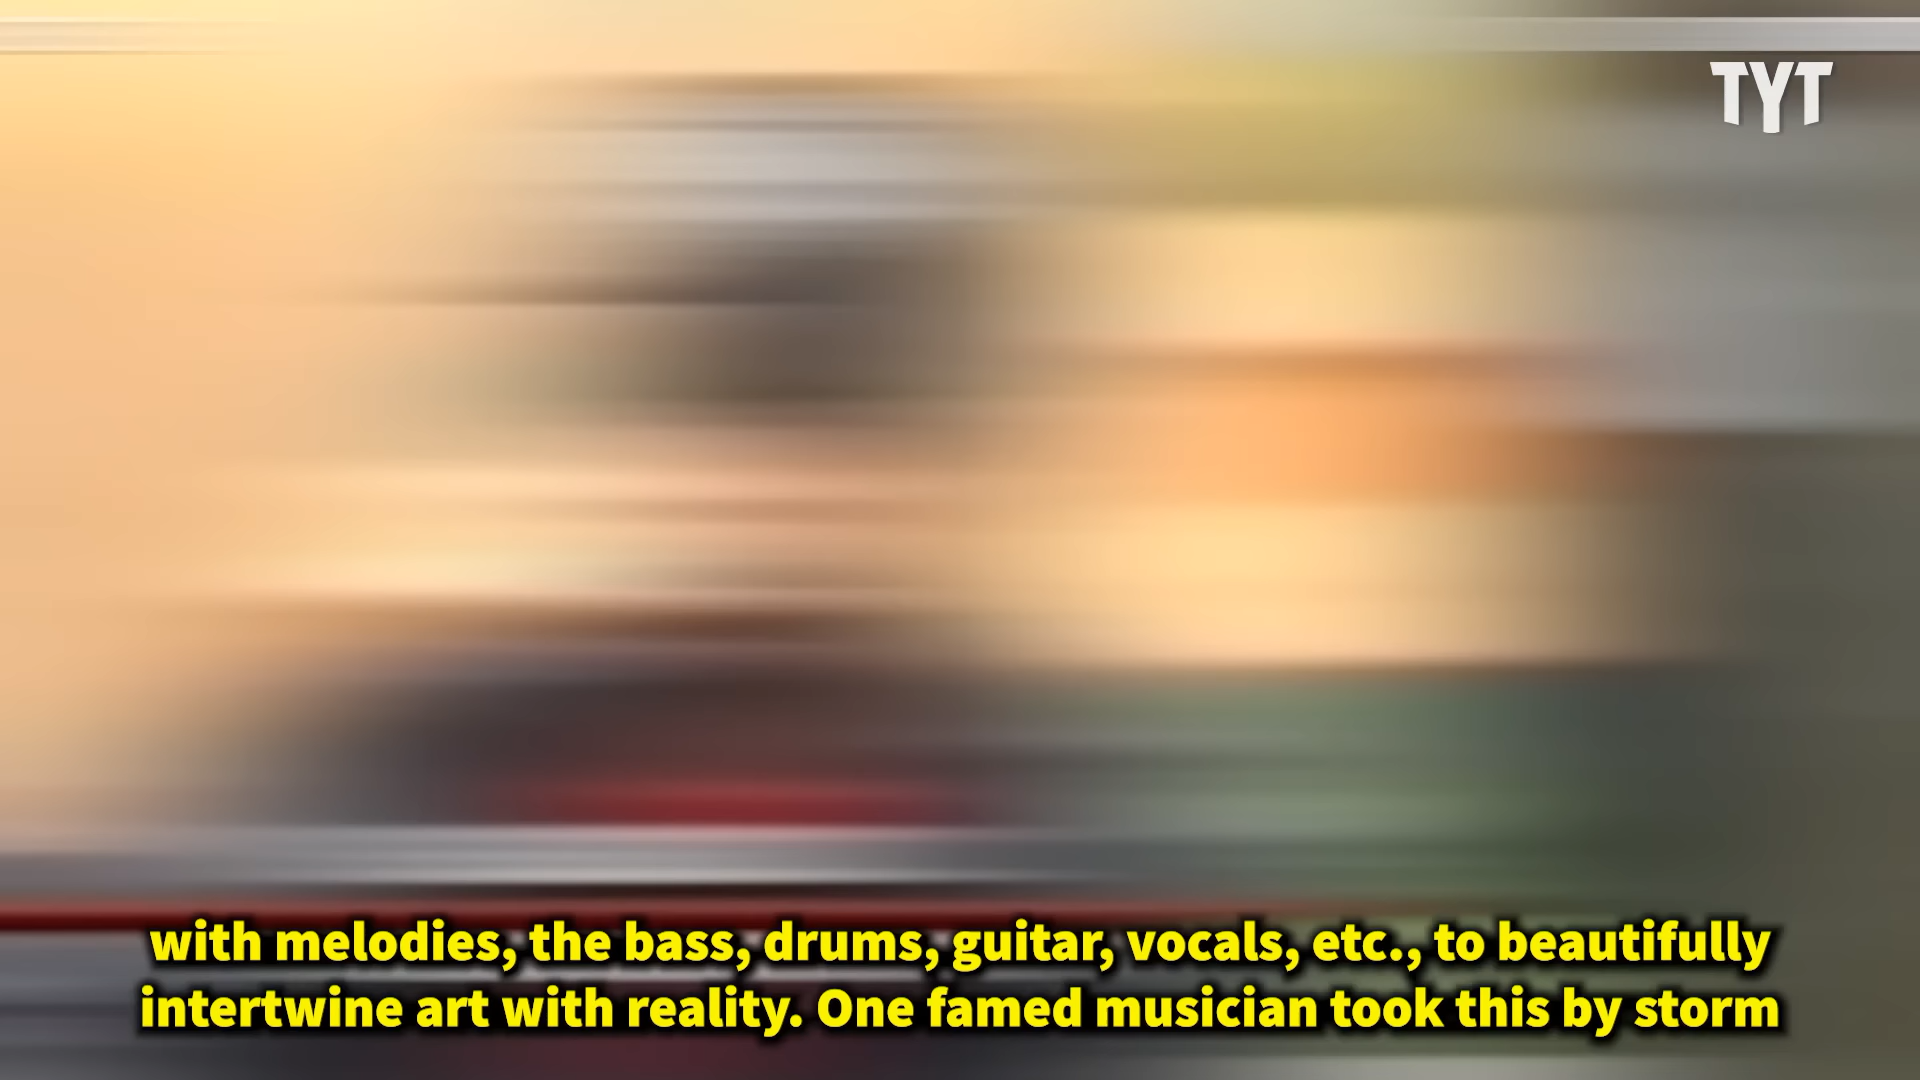 TYT
with melodies, the bass, drums, guitar, vocals, etc., to beautifully
intertwine art with reality. One famed musician took this by storm